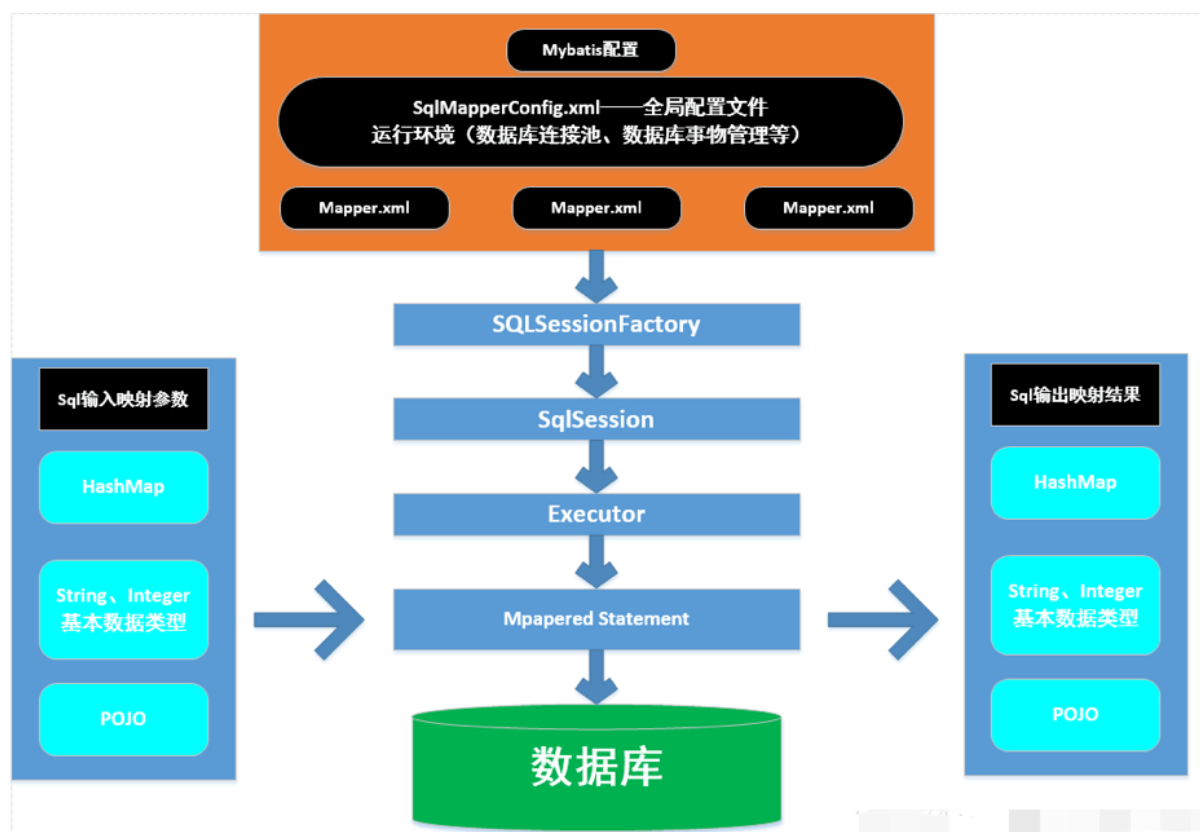 Mybatis配置
SqlMapperConfig.xml——全局配置文件
运行环境（数据库连接池、数据库事物管理等）
Mapper.xml
Mapper.xml
Mapper.xml
SQLSessionFactory
SqlSession
Executor
Mpapered Statement
数据库
Sql输入映射参数
HashMap
String、Integer
基本数据类型
POJO
Sql输出映射结果
HashMap
String、Integer
基本数据类型
POJO